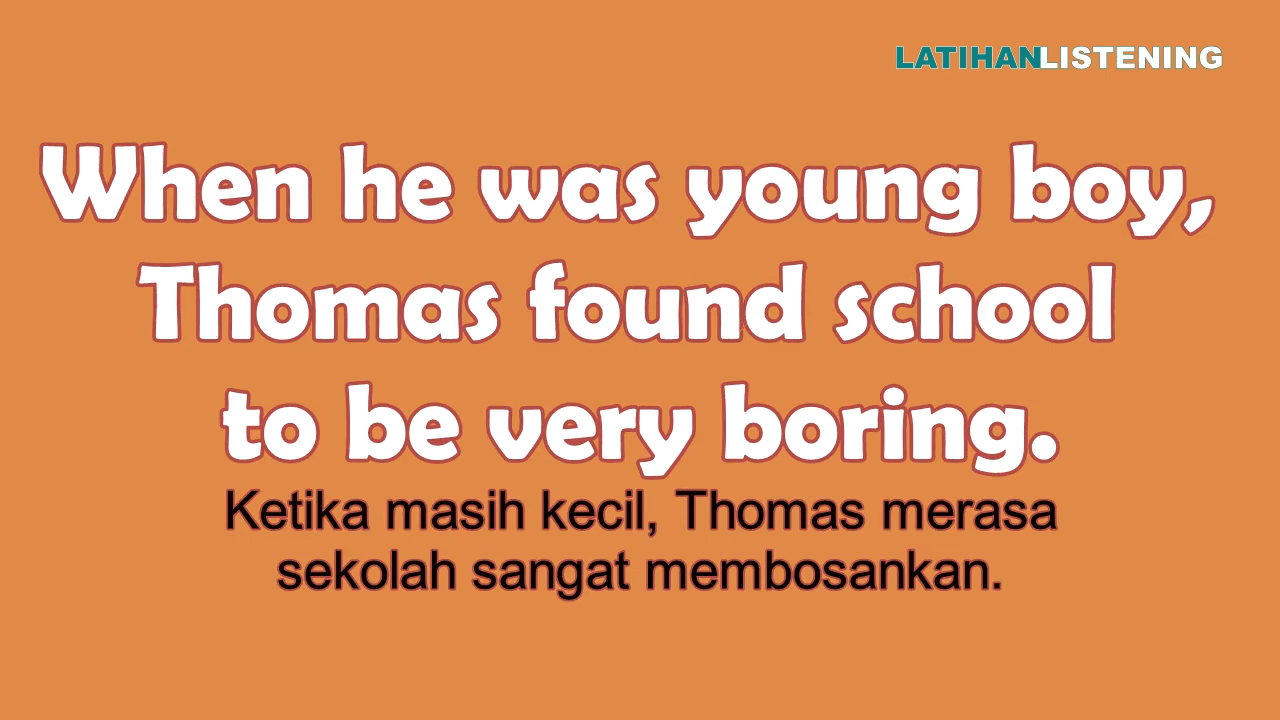 LATIHANLISTENING
When he was young boy,
Thomas found school
to be very boring.
Ketika masih kecil, Thomas merasa
sekolah sangat membosankan.